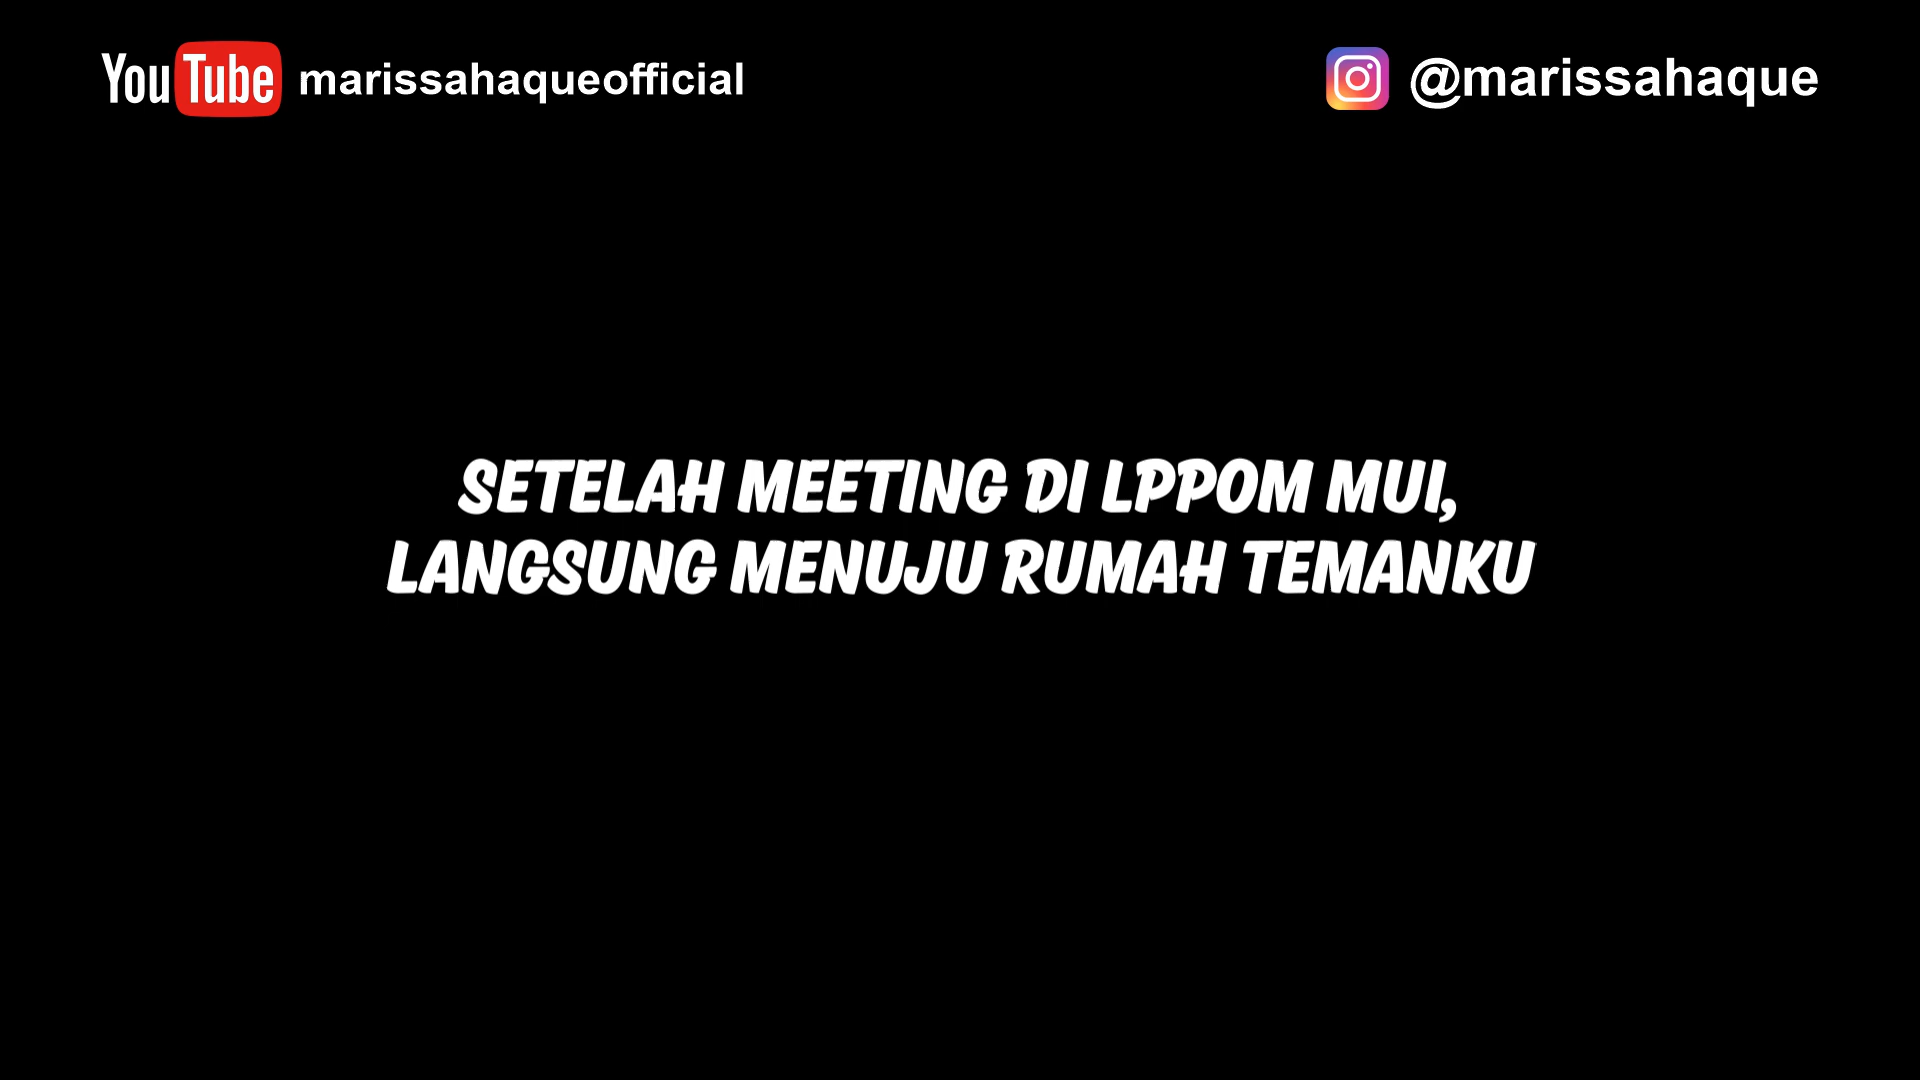 YouTube marissahaqueofficial
@marissahaque
SETELAH MEETING DI LPPOM MUI,
LANGSUNG MENUJU RUMAH TEMANKU